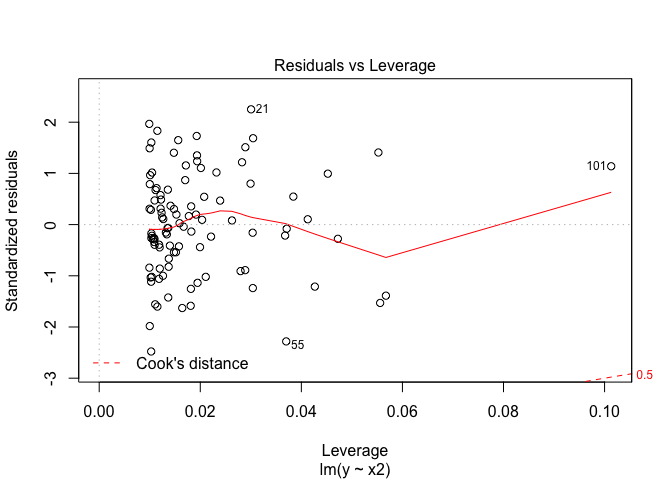 Residuals vs Leverage
Standardized residuals
2
1
0
-1
-2
-3
21
101
55
Cook's distance
0.5
0.00 0.02 0.04 0.06 0.08 0.10
Leverage
lm(y ~ x2)